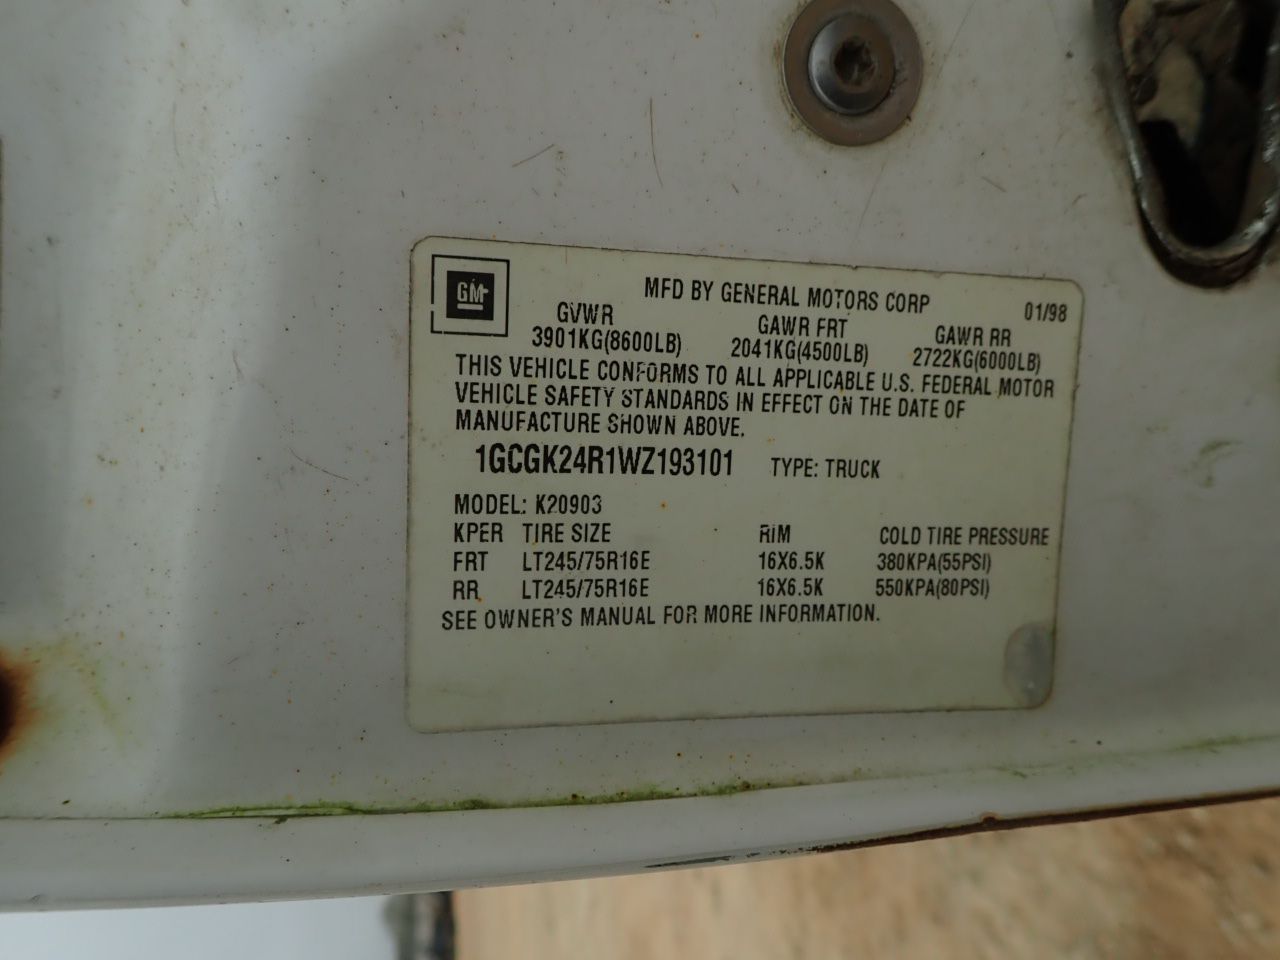 GM
MFD BY GENERAL MOTORS CORP 01/98
GVWR GAWR FRT GAWR RR
3901KG(8600LB) 2041KG(4500LB) 2722KG(6000LB)
THIS VEHICLE CONFORMS TO ALL APPLICABLE U.S. FEDERAL MOTOR
VEHICLE SAFETY STANDARDS IN EFFECT ON THE DATE OF
MANUFACTURE SHOWN ABOVE.
1GCGK24R1WZ193101 TYPE: TRUCK
MODEL: K20903
KPER TIRE SIZE RIM COLD TIRE PRESSURE
FRT LT245/75R16E 16X6.5K 380KPA(55PSI)
RR LT245/75R16E 16X6.5K 550KPA(80PSI)
SEE OWNER'S MANUAL FOR MORE INFORMATION.